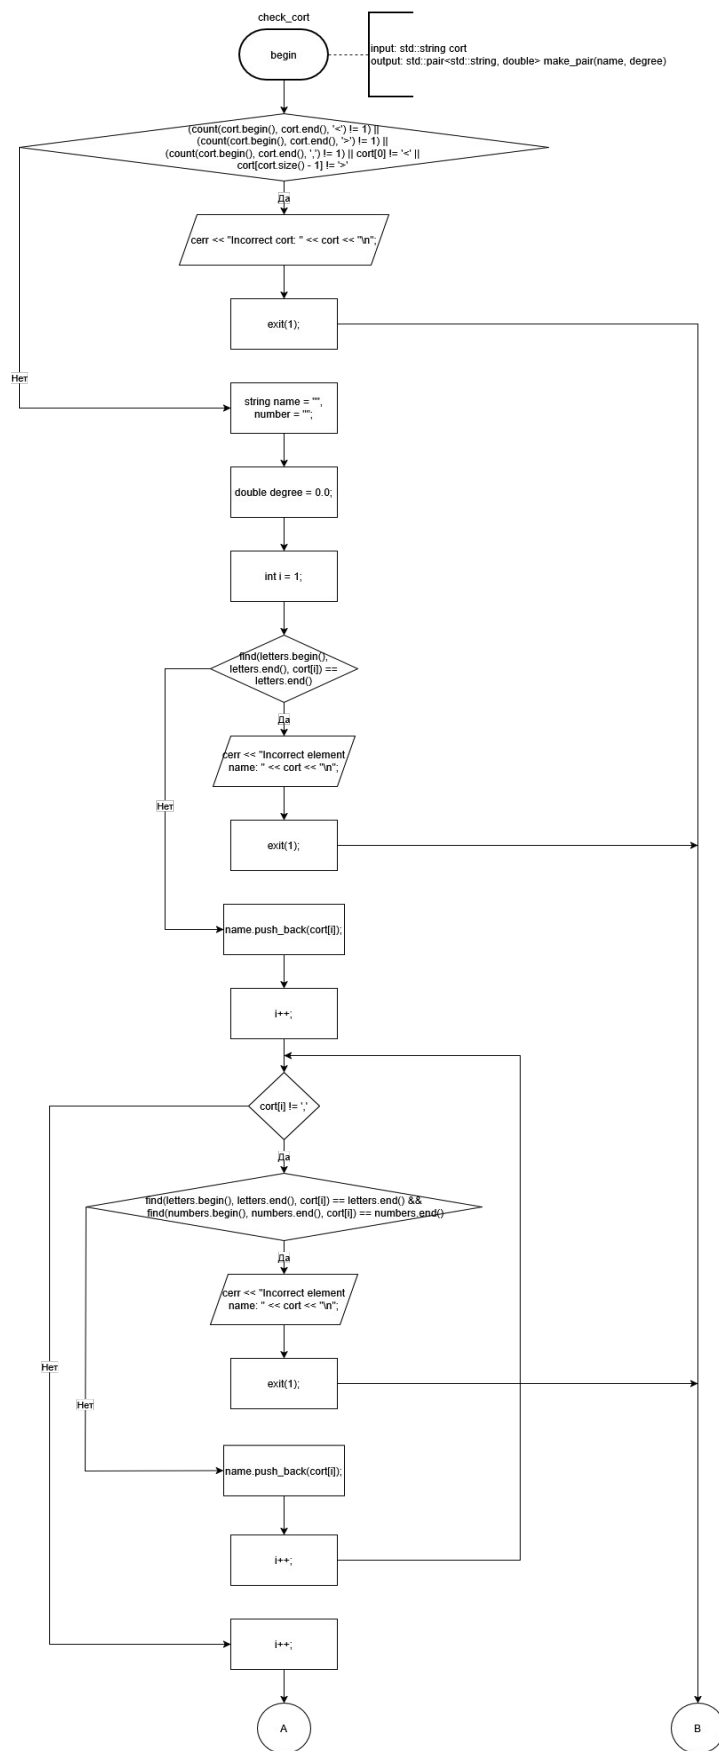 check_cort
begin
input: std::string cort
output: std::pair<std::string, double> make_pair(name, degree)
(count(cort.begin(), cort.end(), '<') != 1) ||
(count(cort.begin(), cort.end(), '>') != 1) ||
(count(cort.begin(), cort.end(), ',') != 1) || cort[0] != '<' ||
cort[cort.size() - 1] != '>'
Да
cerr << "Incorrect cort: " << cort << "\n";
exit(1);
Нет
string name = "",
number = "";
double degree = 0.0;
int i = 1;
find(letters.begin(),
letters.end(), cort[i]) ==
letters.end()
Да
cerr << "Incorrect element
name: " << cort << "\n";
Нет
exit(1);
name.push_back(cort[i]);
i++;
cort[i] != ','
Да
find(letters.begin(), letters.end(), cort[i]) == letters.end() &&
find(numbers.begin(), numbers.end(), cort[i]) == numbers.end()
Да
cerr << "Incorrect element
name: " << cort << "\n";
Нет
exit(1);
Нет
name.push_back(cort[i]);
i++;
i++;
A
B